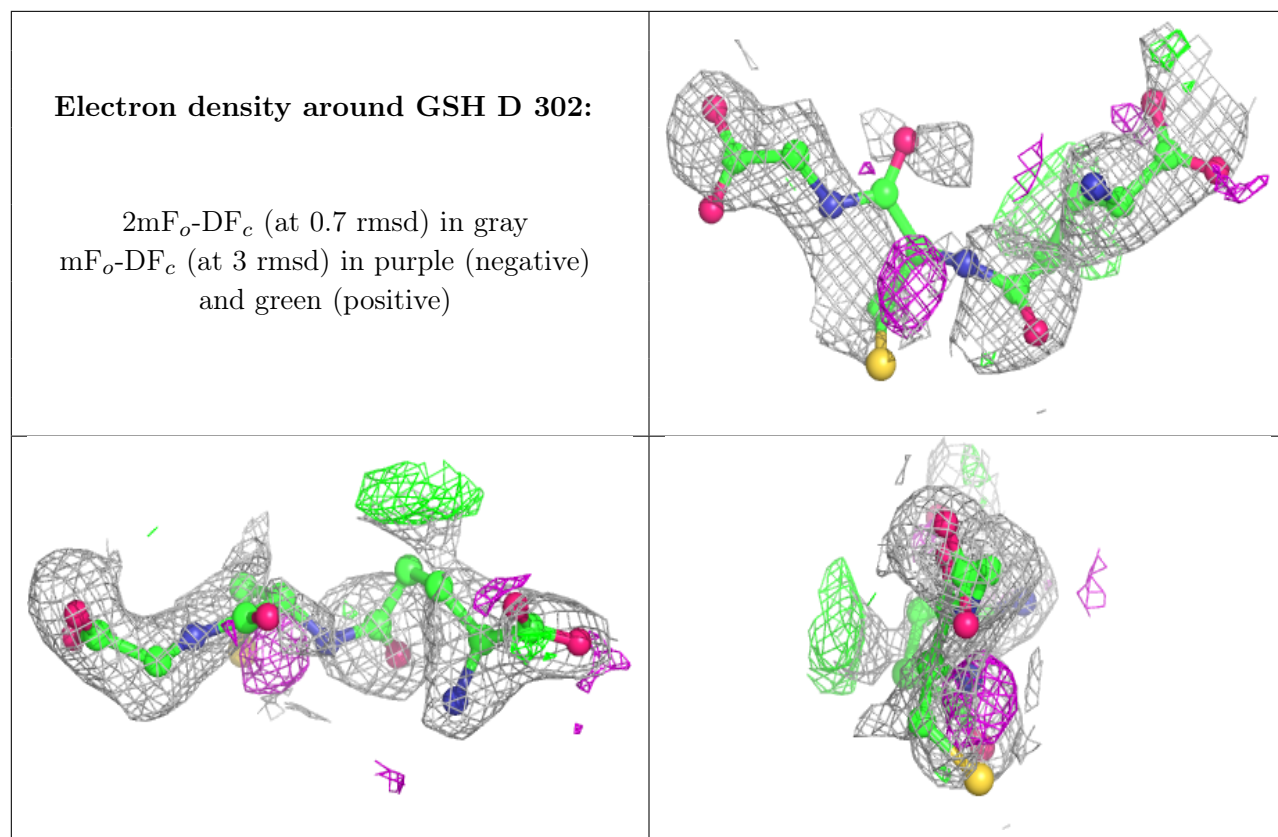 Electron density around GSH D 302:
2mFₒ-DF𝒸 (at 0.7 rmsd) in gray
mFₒ-DF𝒸 (at 3 rmsd) in purple (negative)
and green (positive)